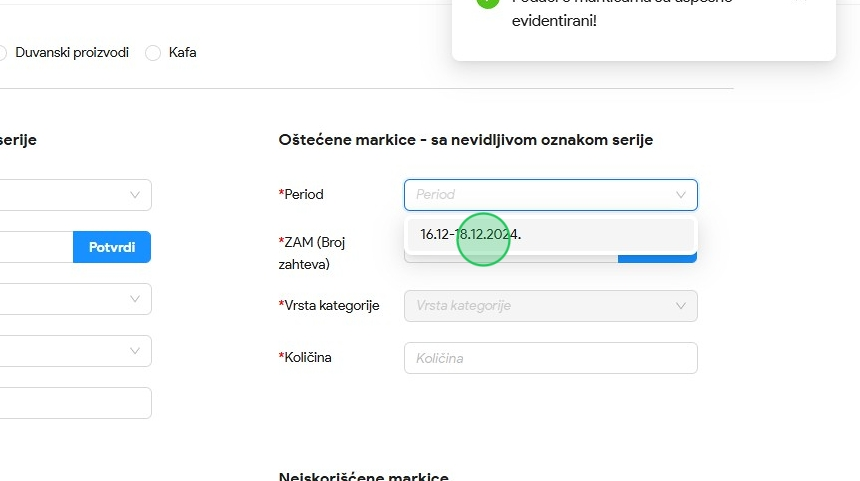 evidentirani!
Duvanski proizvodi
Kafa
serije
Oštećene markice - sa nevidljivom oznakom serije
*Period
Period
16.12-18.12.2024.
Potvrdi
*ZAM (Broj
zahteva)
*Vrsta kategorije
Vrsta kategorije
*Količina
Količina
Neiskorišćene markice